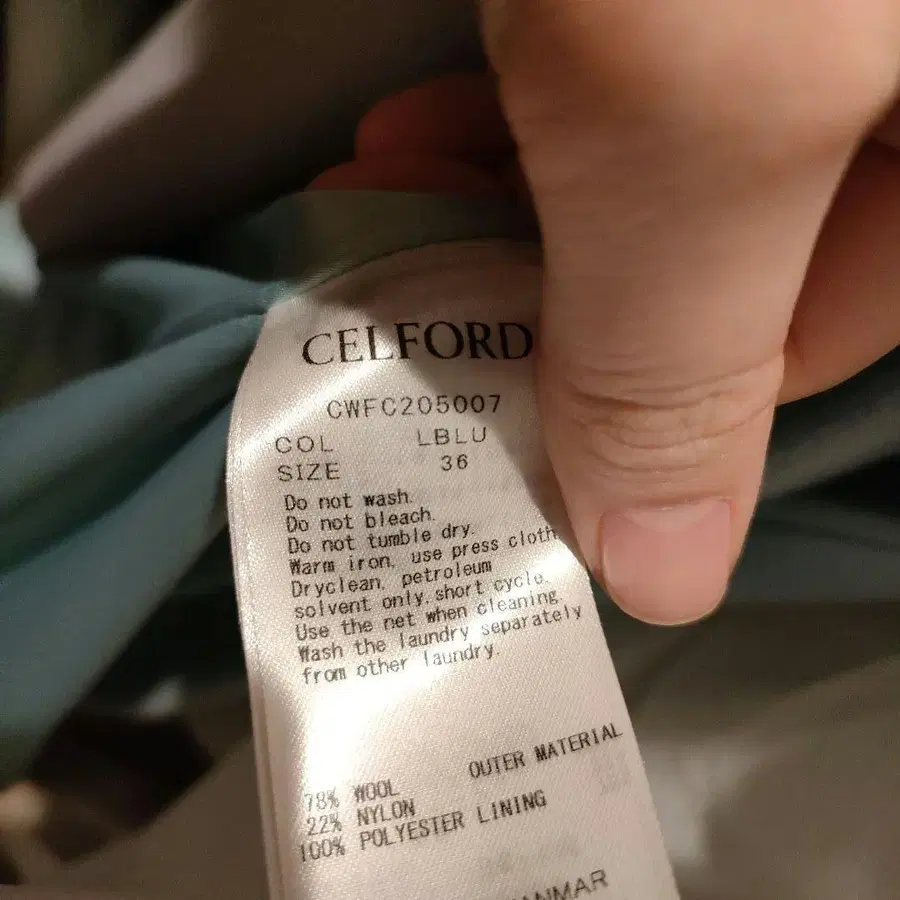 CELFORD
CWFC205007
COL LBLU
SIZE 36
Do not wash.
Do not bleach.
Do not tumble dry.
Warm iron, use press cloth
Dryclean, petroleum
solvent only.short cycle.
Use the net when cleaning.
Wash the laundry separately
from other laundry.
OUTER MATERIAL
78% WOOL
22% NYLON
100% POLYESTER LINING